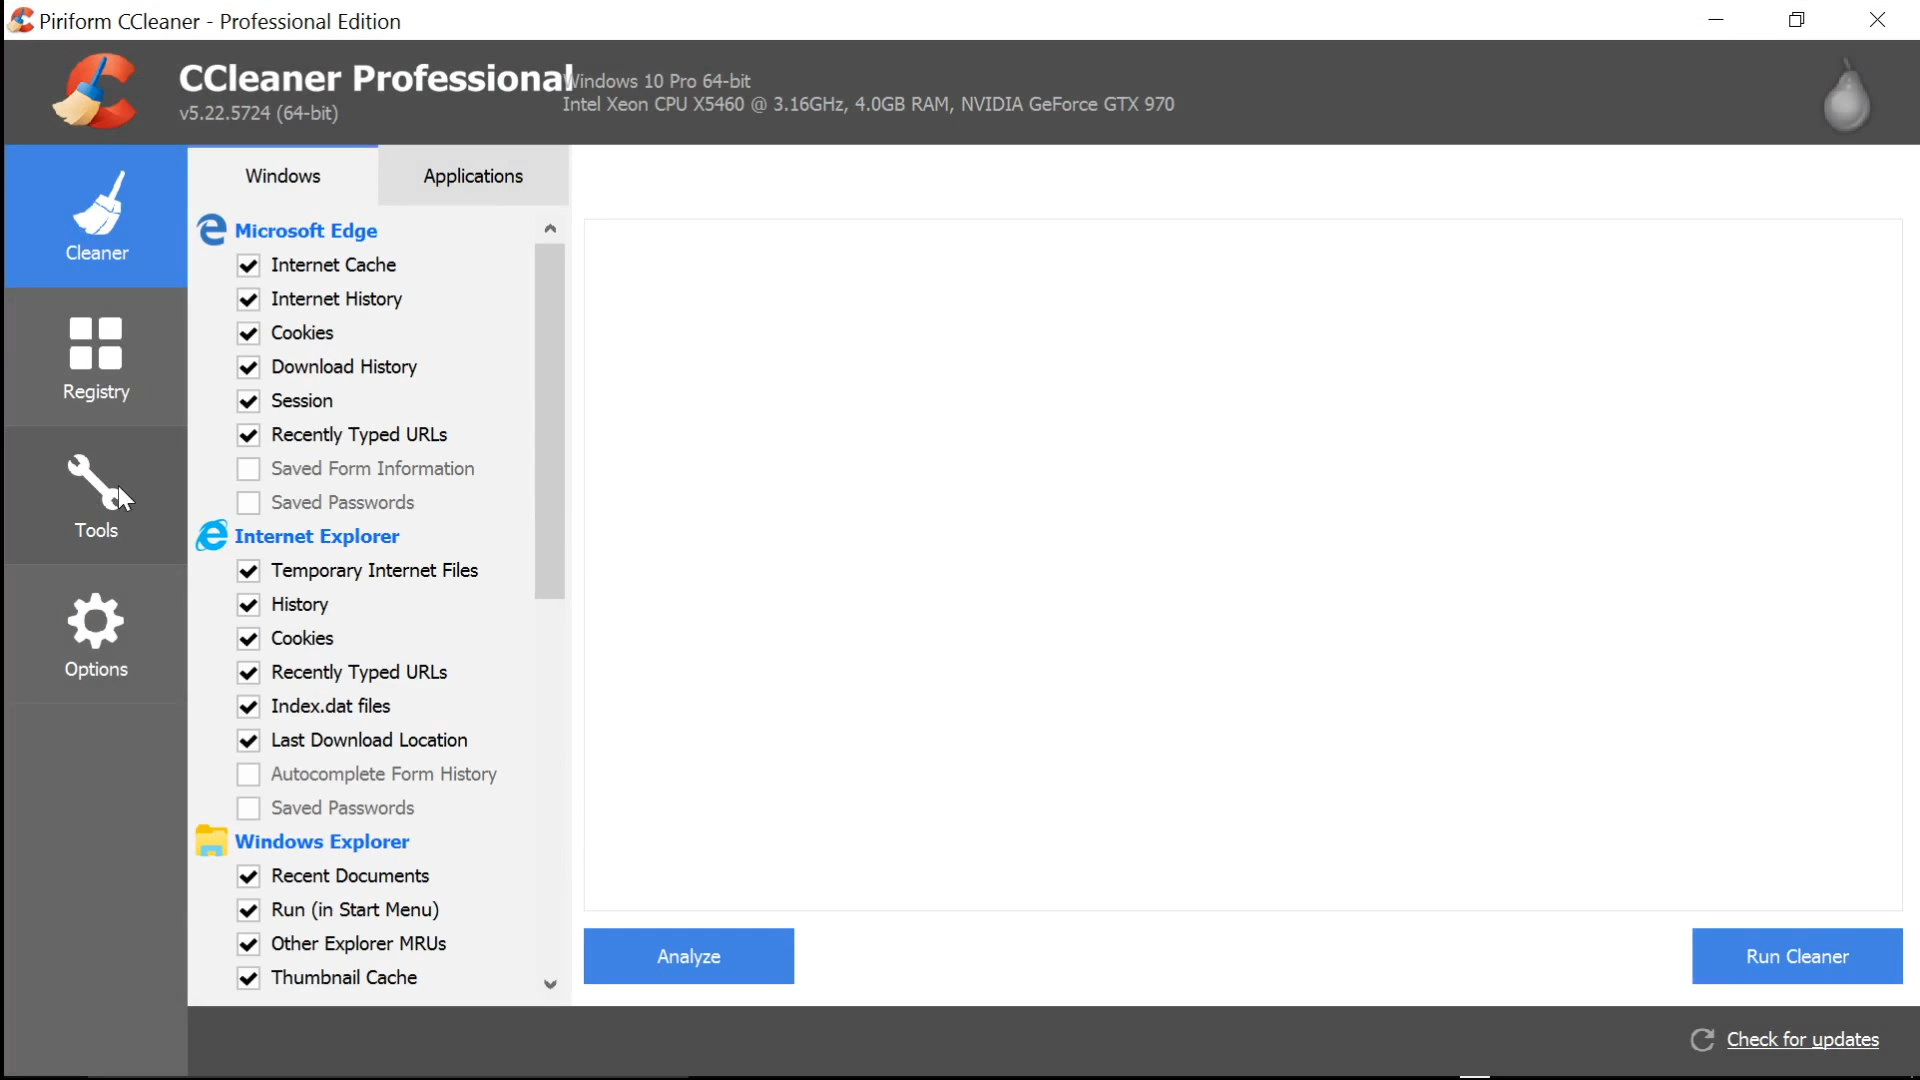 Piriform CCleaner - Professional Edition
CCleaner Professional
v5.22.5724 (64-bit)
Windows 10 Pro 64-bit
Intel Xeon CPU X5460 @ 3.16GHz, 4.0GB RAM, NVIDIA GeForce GTX 970
Cleaner
Registry
Tools
Options
Windows
Applications
Microsoft Edge
Internet Cache
Internet History
Cookies
Download History
Session
Recently Typed URLs
Saved Form Information
Saved Passwords
Internet Explorer
Temporary Internet Files
History
Cookies
Recently Typed URLs
Index.dat files
Last Download Location
Autocomplete Form History
Saved Passwords
Windows Explorer
Recent Documents
Run (in Start Menu)
Other Explorer MRUs
Thumbnail Cache
Analyze
Run Cleaner
Check for updates